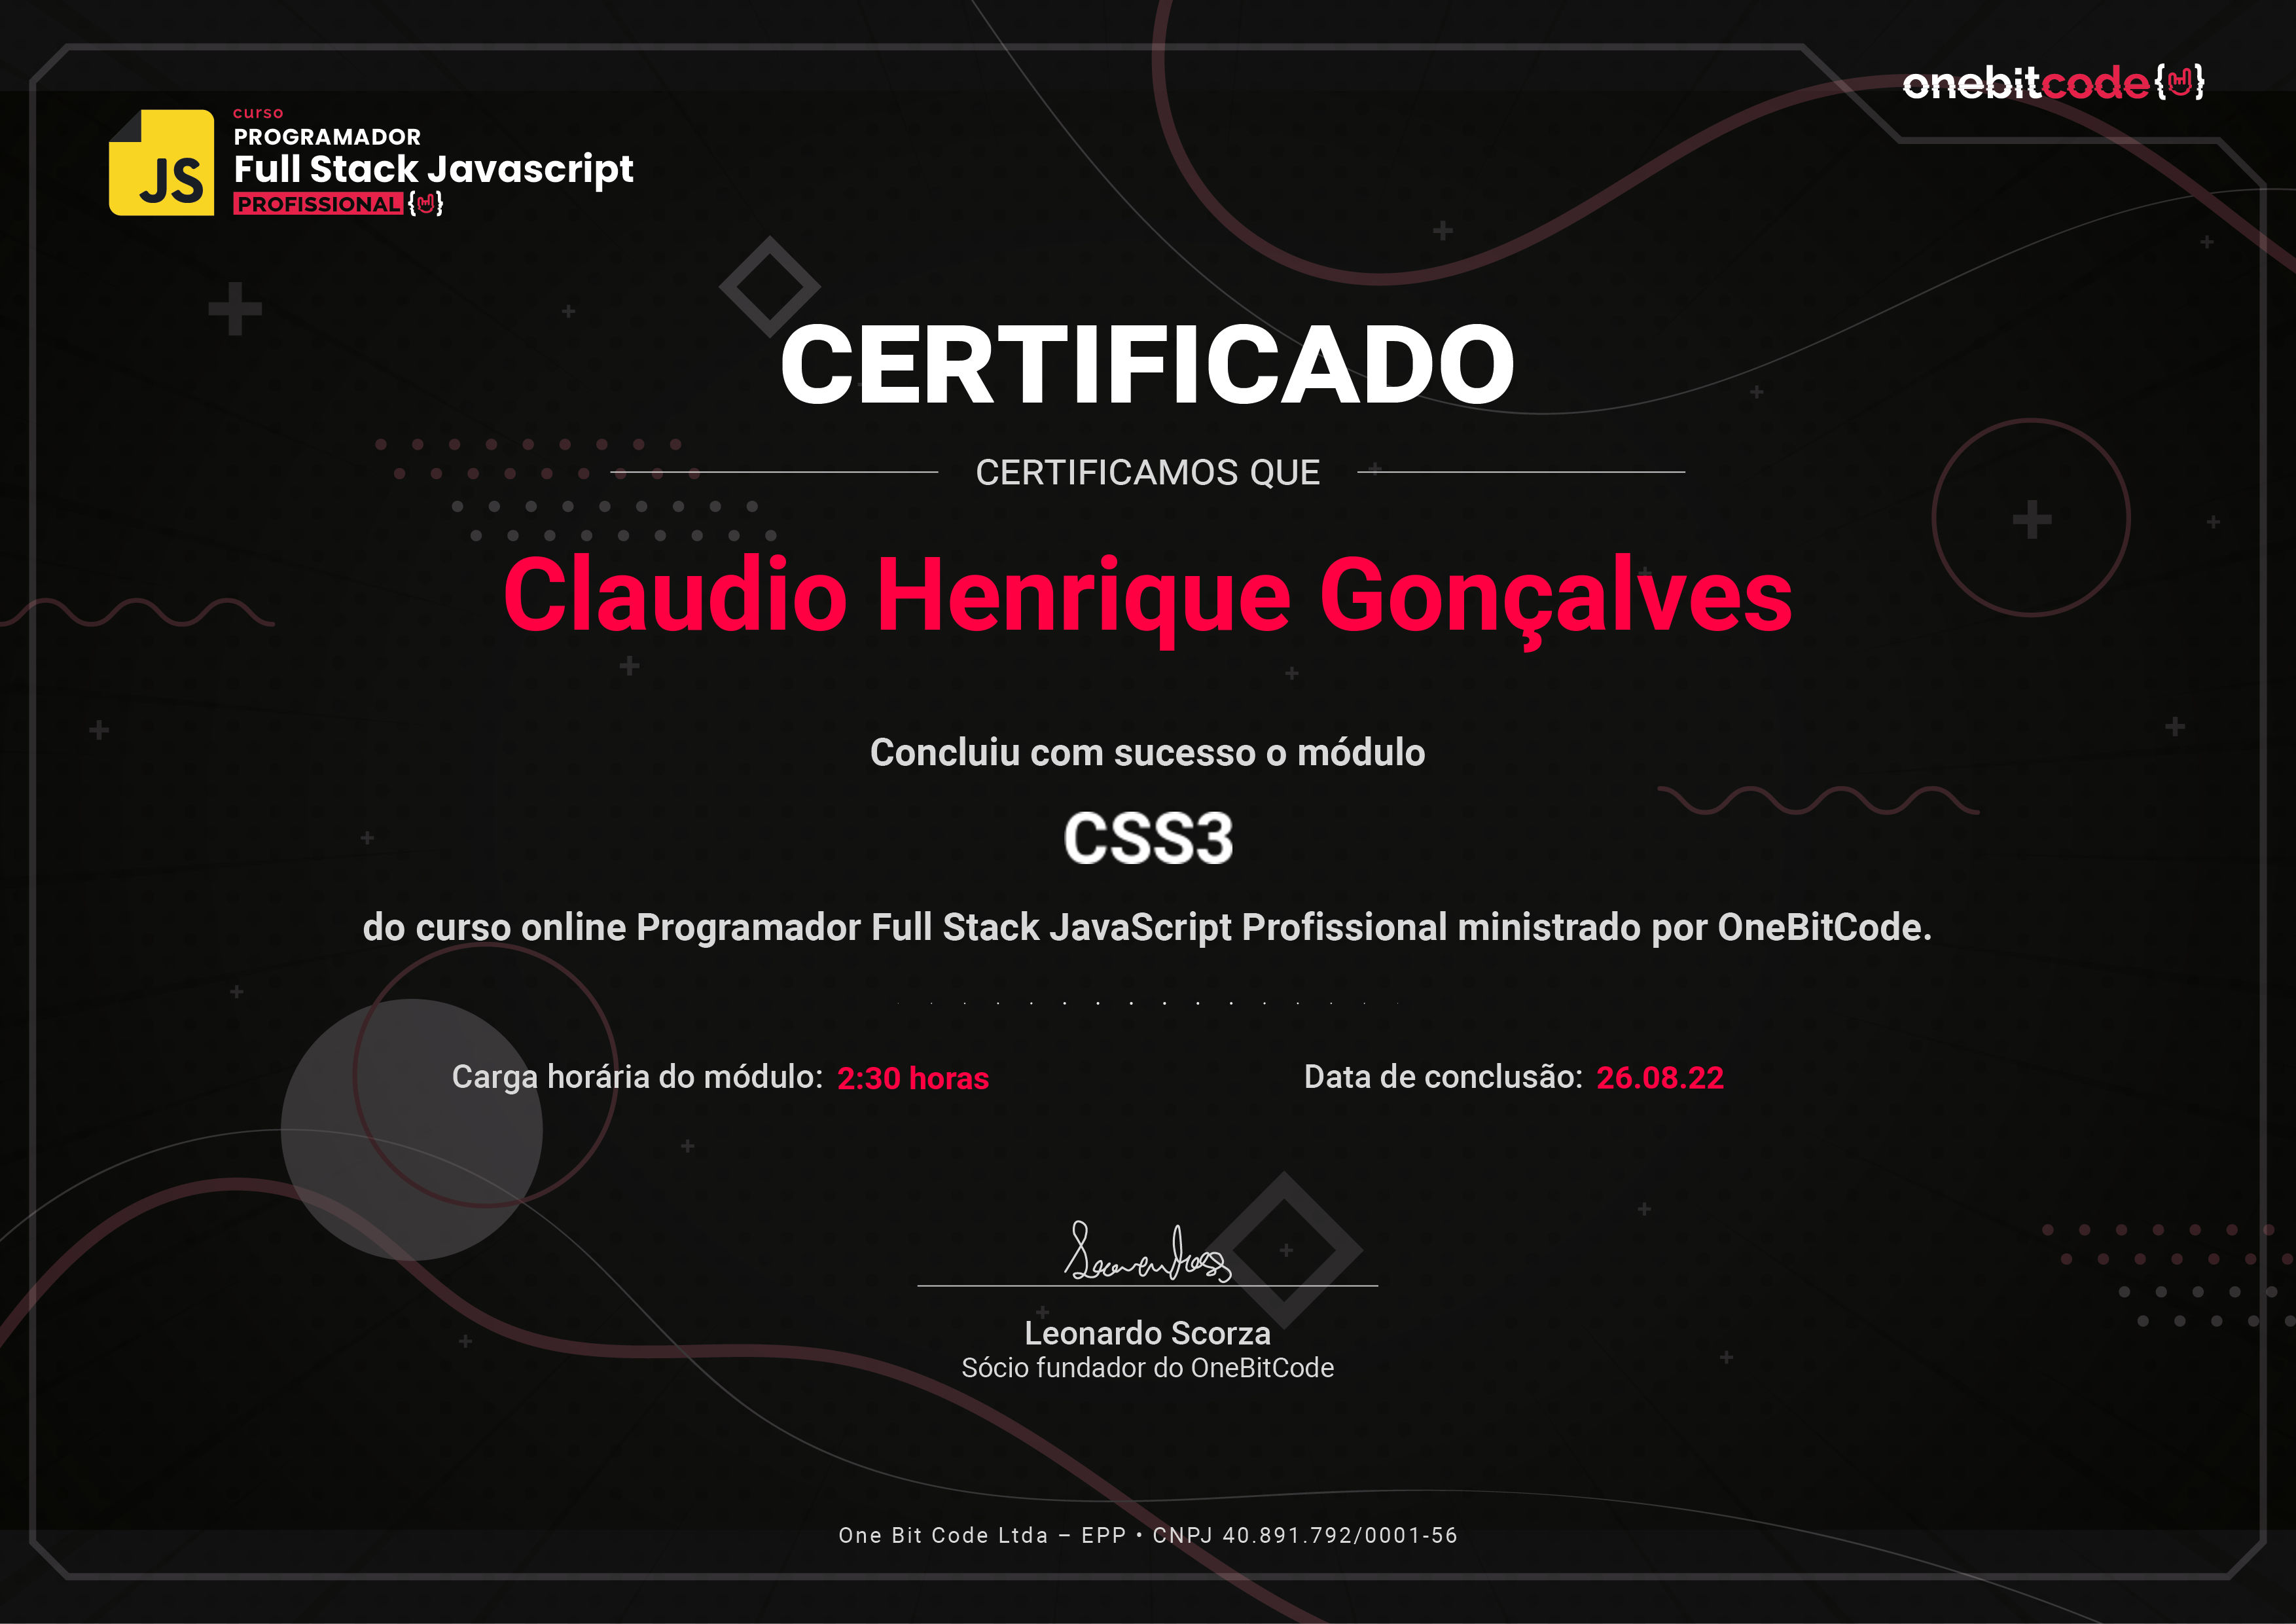 onebitcode{ }
curso
PROGRAMADOR
Full Stack Javascript
PROFISSIONAL { }
JS
CERTIFICADO
CERTIFICAMOS QUE
Claudio Henrique Gonçalves
Concluiu com sucesso o módulo
CSS3
do curso online Programador Full Stack JavaScript Profissional ministrado por OneBitCode.
Carga horária do módulo: 2:30 horas
Data de conclusão: 26.08.22
Leonardo Scorza
Sócio fundador do OneBitCode
One Bit Code Ltda – EPP • CNPJ 40.891.792/0001-56